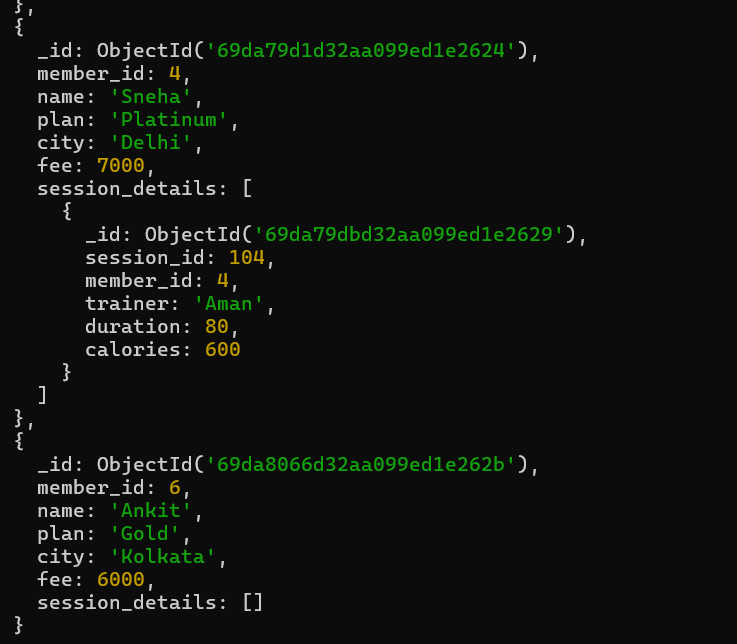 },
{
_id: ObjectId('69da79d1d32aa099ed1e2624'),
member_id: 4,
name: 'Sneha',
plan: 'Platinum',
city: 'Delhi',
fee: 7000,
session_details: [
{
_id: ObjectId('69da79dbd32aa099ed1e2629'),
session_id: 104,
member_id: 4,
trainer: 'Aman',
duration: 80,
calories: 600
}
]
},
{
_id: ObjectId('69da8066d32aa099ed1e262b'),
member_id: 6,
name: 'Ankit',
plan: 'Gold',
city: 'Kolkata',
fee: 6000,
session_details: []
}